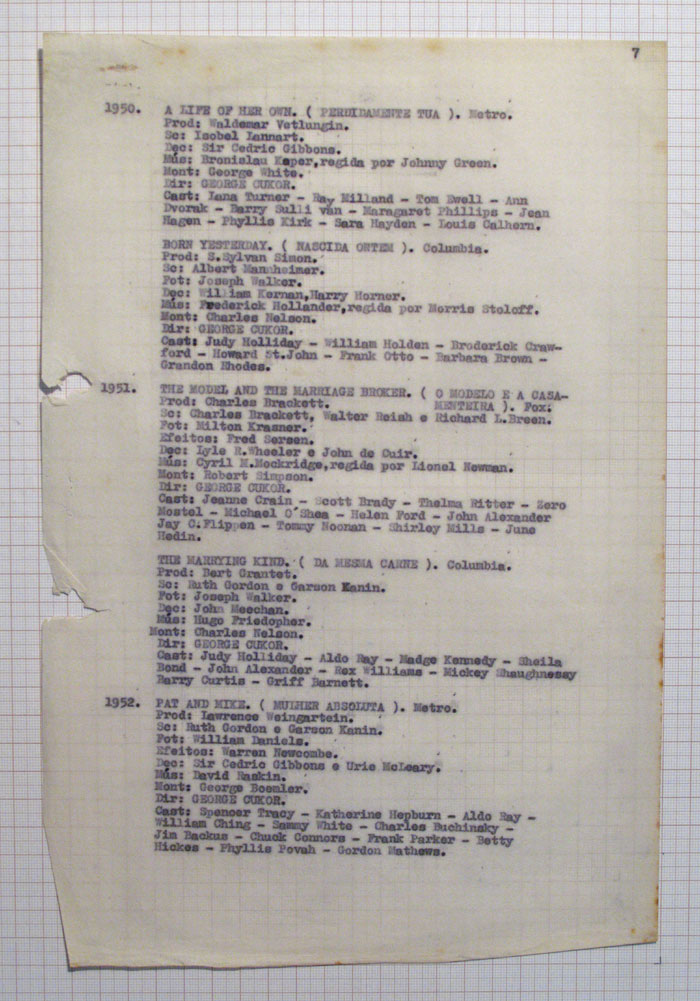 7
1950. A LIFE OF HER OWN. ( PERDIDAMENTE TUA ). Metro.
Prod: Waldemar Vetlungin.
Sc: Isobel Lannart.
Dec: Sir Cedric Gibbons.
Mús: Bronislau Kaper,regida por Johnny Green.
Mont: George White.
Dir: GEORGE CUKOR.
Cast: Lana Turner - Ray Milland - Tom Ewell - Ann
Dvorak - Barry Sulli van - Maragaret Phillips - Jean
Hagen - Phyllis Kirk - Sara Hayden - Louis Calhern.
BORN YESTERDAY. ( NASCIDA ONTEM ). Columbia.
Prod: S.Sylvan Simon.
Sc: Albert Mannheimer.
Fot: Joseph Walker.
Dec: William Kernan,Harry Horner.
Mús: Frederick Hollander,regida por Morris Stoloff.
Mont: Charles Nelson.
Dir: GEORGE CUKOR.
Cast: Judy Holliday - William Holden - Broderick Craw-
ford - Howard St.John - Frank Otto - Barbara Brown -
Grandon Rhodes.
1951. THE MODEL AND THE MARRIAGE BROKER. ( O MODELO E A CASA-
Prod: Charles Brackett. MENTEIRA ). Fox.
Sc: Charles Brackett, Walter Reish e Richard L.Breen.
Fot: Milton Krasner.
Efeitos: Fred Sersen.
Dec: Lyle R.Wheeler e John de Cuir.
Mús: Cyril M.Mockridge,regida por Lionel Newman.
Mont: Robert Simpson.
Dir: GEORGE CUKOR.
Cast: Jeanne Crain - Scott Brady - Thelma Ritter - Zero
Mostel - Michael O'Shea - Helen Ford - John Alexander
Jay C.Flippen - Tommy Noonan - Shirley Mills - June
Hedin.
THE MARRYING KIND. ( DA MESMA CARNE ). Columbia.
Prod: Bert Grantet.
Sc: Ruth Gordon e Garson Kanin.
Fot: Joseph Walker.
Dec: John Meechan.
Mús: Hugo Friedopher.
Mont: Charles Nelson.
Dir: GEORGE CUKOR.
Cast: Judy Holliday - Aldo Ray - Madge Kennedy - Sheila
Bond - John Alexander - Rex Williams - Mickey Shaughnessy
Barry Curtis - Griff Barnett.
1952. PAT AND MIKE. ( MULHER ABSOLUTA ). Metro.
Prod: Lawrence Weingartein.
Sc: Ruth Gordon e Garson Kanin.
Fot: William Daniels.
Efeitos: Warren Newcombe.
Dec: Sir Cedric Gibbons e Urie McLeary.
Mús: David Raskin.
Mont: George Boemler.
Dir: GEORGE CUKOR.
Cast: Spencer Tracy - Katherine Hepburn - Aldo Ray -
William Ching - Sammy White - Charles Buchinsky -
Jim Backus - Chuck Connors - Frank Parker - Betty
Hickes - Phyllis Povah - Gordon Mathews.